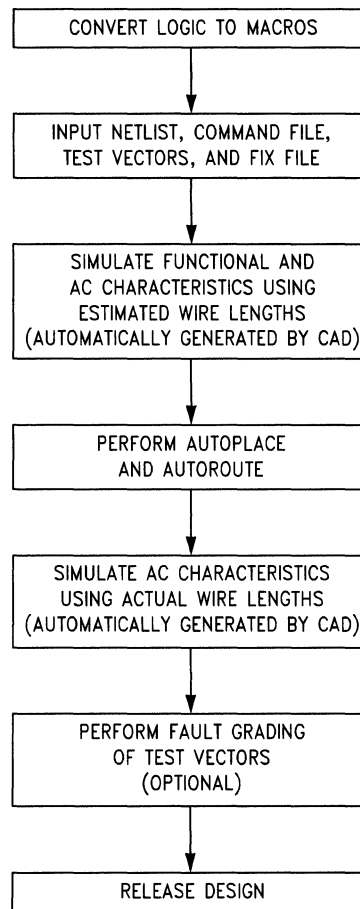 CONVERT LOGIC TO MACROS
INPUT NETLIST, COMMAND FILE,
TEST VECTORS, AND FIX FILE
SIMULATE FUNCTIONAL AND
AC CHARACTERISTICS USING
ESTIMATED WIRE LENGTHS
(AUTOMATICALLY GENERATED BY CAD)
PERFORM AUTOPLACE
AND AUTOROUTE
SIMULATE AC CHARACTERISTICS
USING ACTUAL WIRE LENGTHS
(AUTOMATICALLY GENERATED BY CAD)
PERFORM FAULT GRADING
OF TEST VECTORS
(OPTIONAL)
RELEASE DESIGN